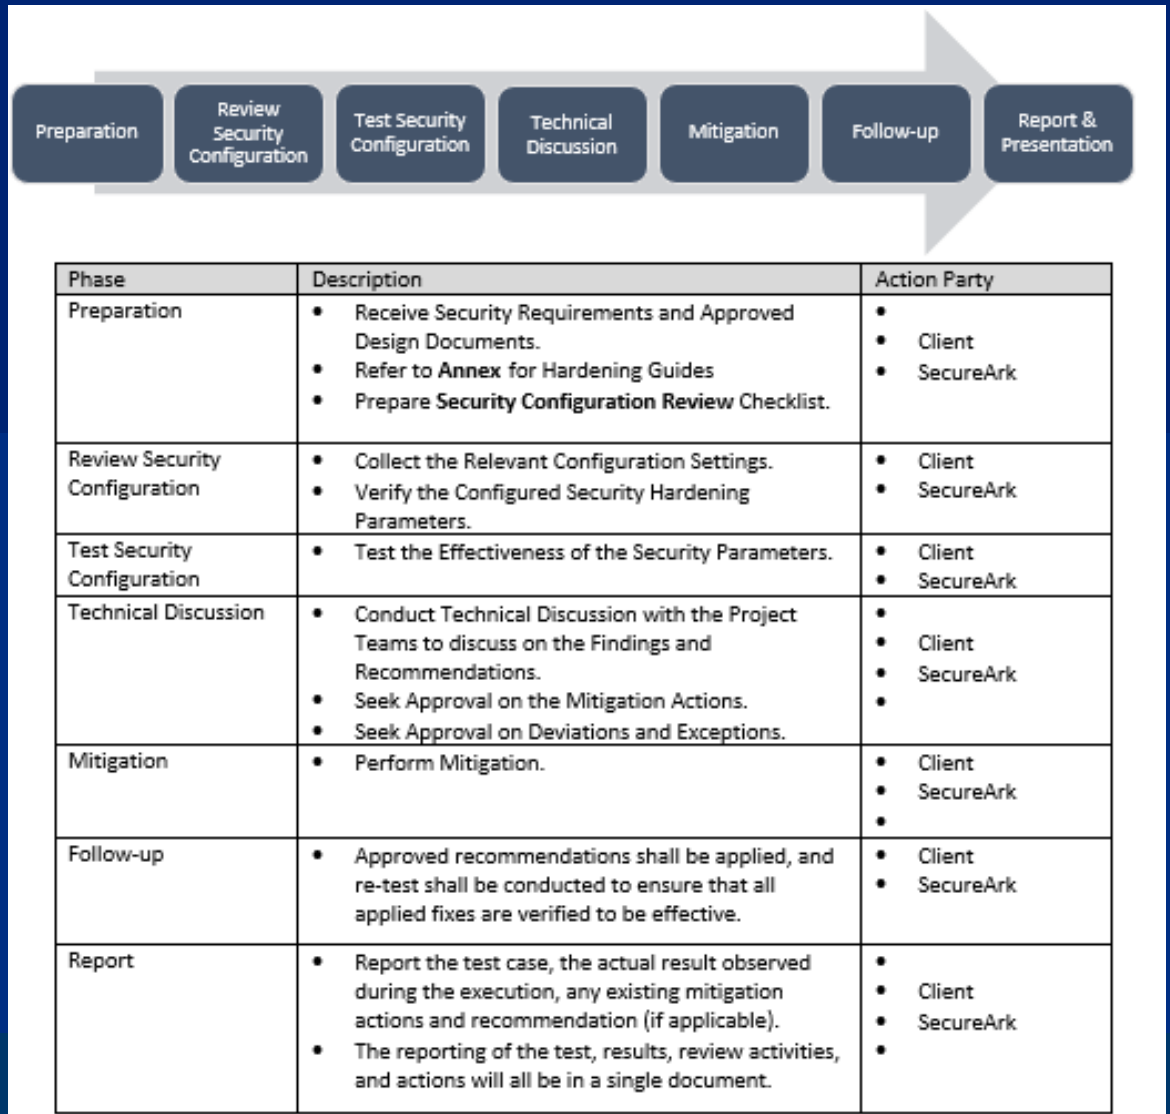 Preparation
Review
Security
Configuration
Test Security
Configuration
Technical
Discussion
Mitigation
Follow-up
Report &
Presentation
Phase
Description
Action Party
Preparation
• Receive Security Requirements and Approved
Design Documents.
• Refer to Annex for Hardening Guides
• Prepare Security Configuration Review Checklist.
•
• Client
• SecureArk
Review Security
Configuration
• Collect the Relevant Configuration Settings.
• Verify the Configured Security Hardening
Parameters.
• Client
• SecureArk
Test Security
Configuration
• Test the Effectiveness of the Security Parameters.
• Client
• SecureArk
Technical Discussion
• Conduct Technical Discussion with the Project
Teams to discuss on the Findings and
Recommendations.
• Seek Approval on the Mitigation Actions.
• Seek Approval on Deviations and Exceptions.
•
• Client
• SecureArk
•
Mitigation
• Perform Mitigation.
• Client
• SecureArk
•
Follow-up
• Approved recommendations shall be applied, and
re-test shall be conducted to ensure that all
applied fixes are verified to be effective.
• Client
• SecureArk
Report
• Report the test case, the actual result observed
during the execution, any existing mitigation
actions and recommendation (if applicable).
• The reporting of the test, results, review activities,
and actions will all be in a single document.
•
• Client
• SecureArk
•